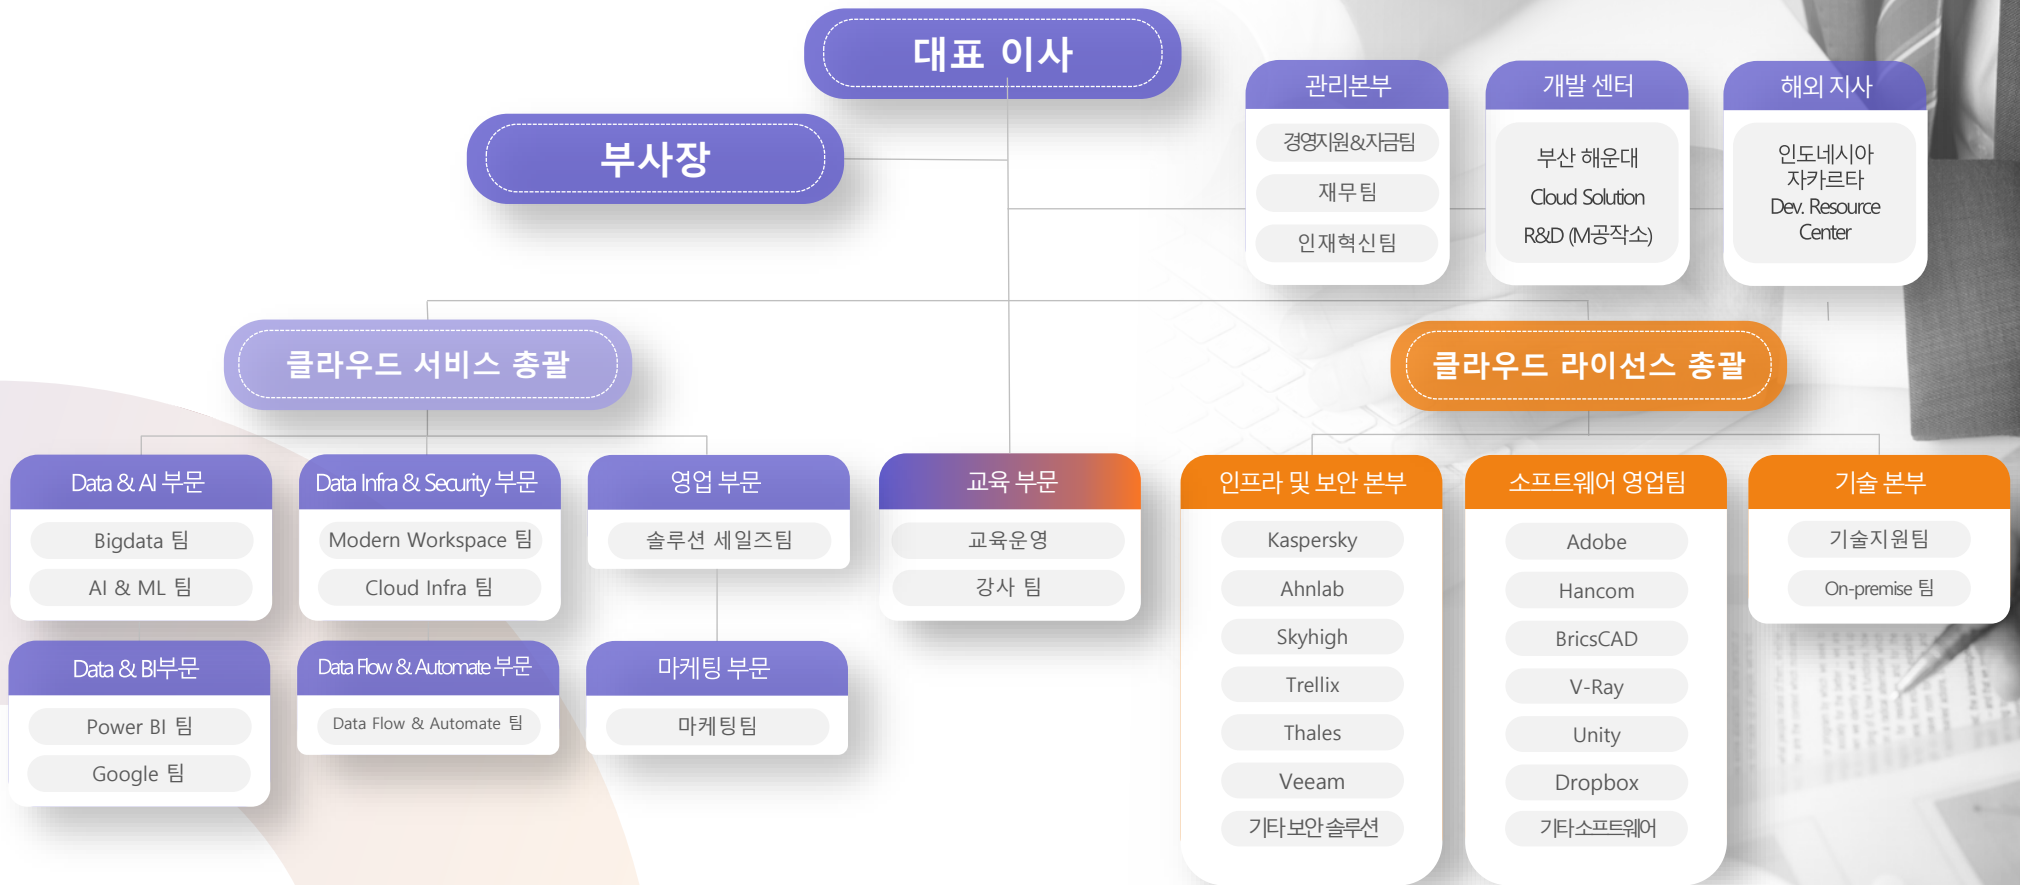 대표 이사
부사장
관리본부
경영지원&자금팀
재무팀
인재혁신팀
개발 센터
부산 해운대
Cloud Solution
R&D (M공작소)
해외 지사
인도네시아
자카르타
Dev. Resource
Center
클라우드 서비스 총괄
클라우드 라이선스 총괄
Data & AI 부문
Bigdata 팀
AI & ML 팀
Data Infra & Security 부문
Modern Workspace 팀
Cloud Infra 팀
영업 부문
솔루션 세일즈팀
교육 부문
교육운영
강사 팀
인프라 및 보안 본부
Kaspersky
Ahnlab
Skyhigh
Trellix
Thales
Veeam
기타 보안 솔루션
소프트웨어 영업팀
Adobe
Hancom
BricsCAD
V-Ray
Unity
Dropbox
기타 소프트웨어
기술 본부
기술지원팀
On-premise 팀
Data & BI부문
Power BI 팀
Google 팀
Data Flow & Automate 부문
Data Flow & Automate 팀
마케팅 부문
마케팅팀